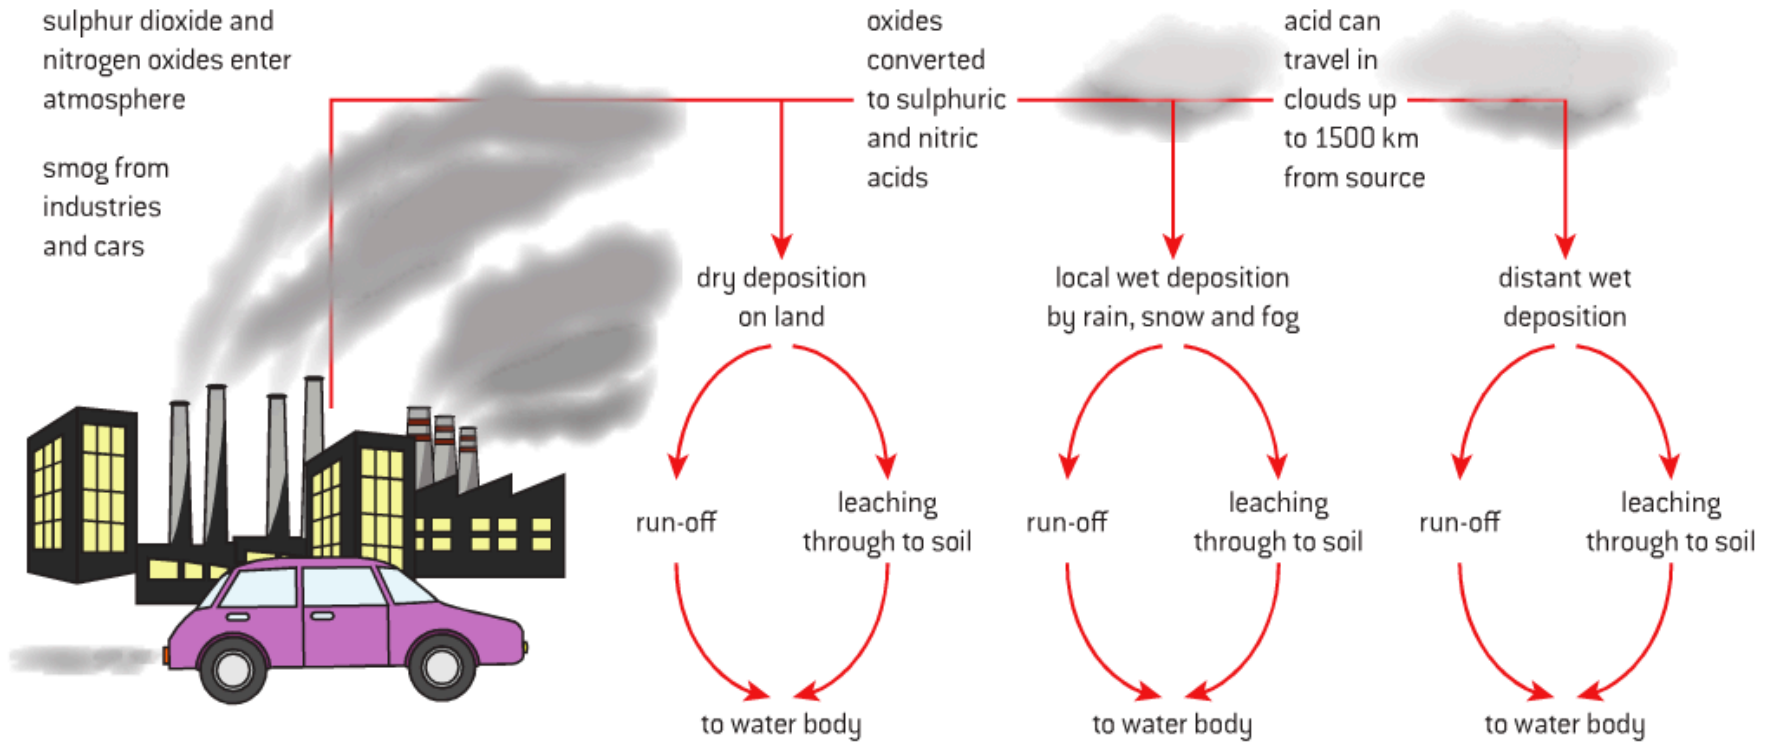 sulphur dioxide and
nitrogen oxides enter
atmosphere
smog from
industries
and cars
oxides
converted
to sulphuric
and nitric
acids
acid can
travel in
clouds up
to 1500 km
from source
dry deposition
on land
local wet deposition
by rain, snow and fog
distant wet
deposition
run-off
leaching
through to soil
run-off
leaching
through to soil
run-off
leaching
through to soil
to water body
to water body
to water body